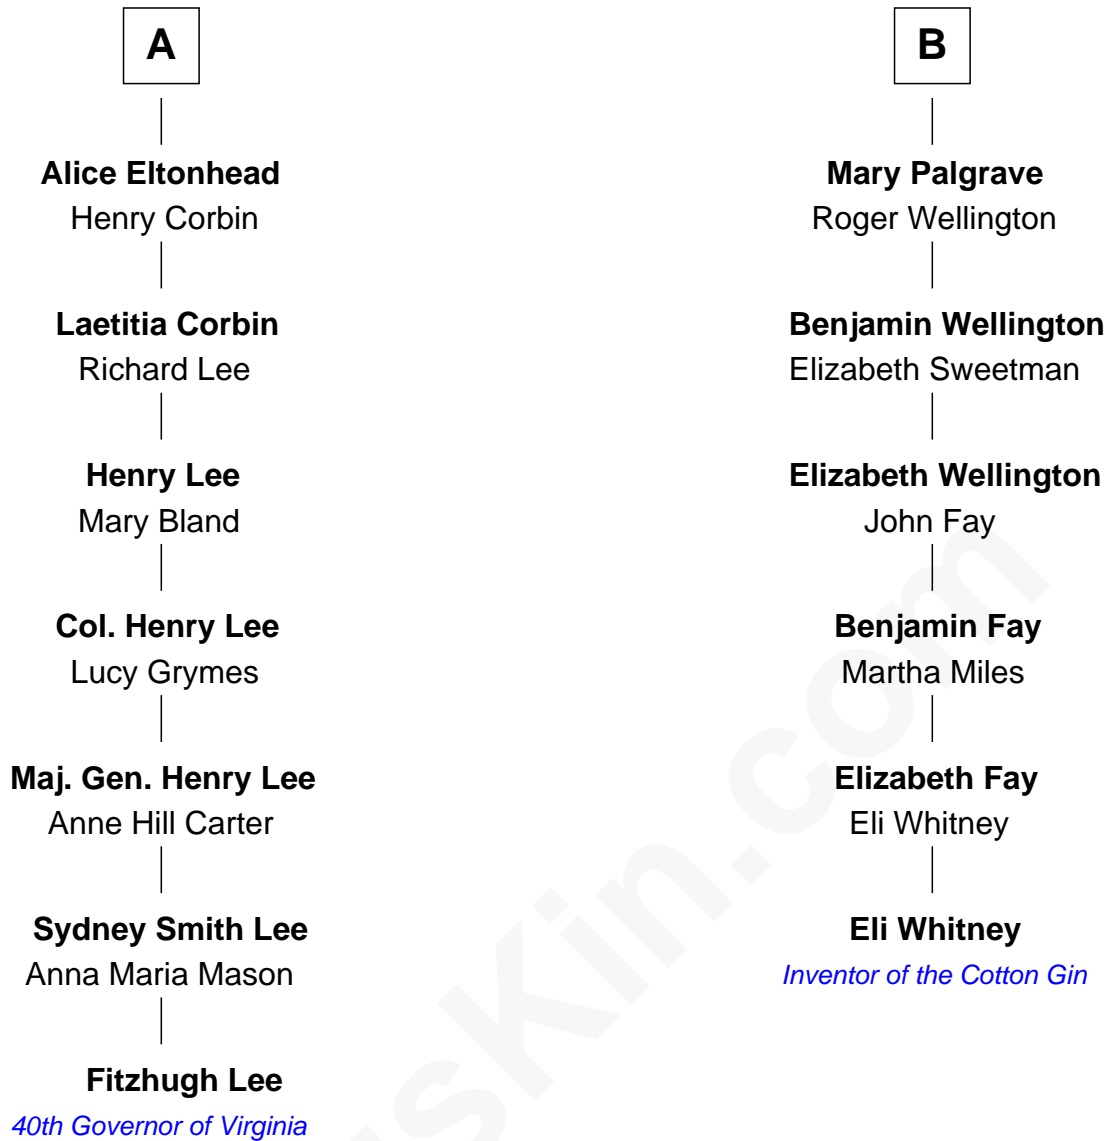 A
Alice Eltonhead
Henry Corbin
Laetitia Corbin
Richard Lee
Henry Lee
Mary Bland
Col. Henry Lee
Lucy Grymes
Maj. Gen. Henry Lee
Anne Hill Carter
Sydney Smith Lee
Anna Maria Mason
Fitzhugh Lee
40th Governor of Virginia
B
Mary Palgrave
Roger Wellington
Benjamin Wellington
Elizabeth Sweetman
Elizabeth Wellington
John Fay
Benjamin Fay
Martha Miles
Elizabeth Fay
Eli Whitney
Eli Whitney
Inventor of the Cotton Gin